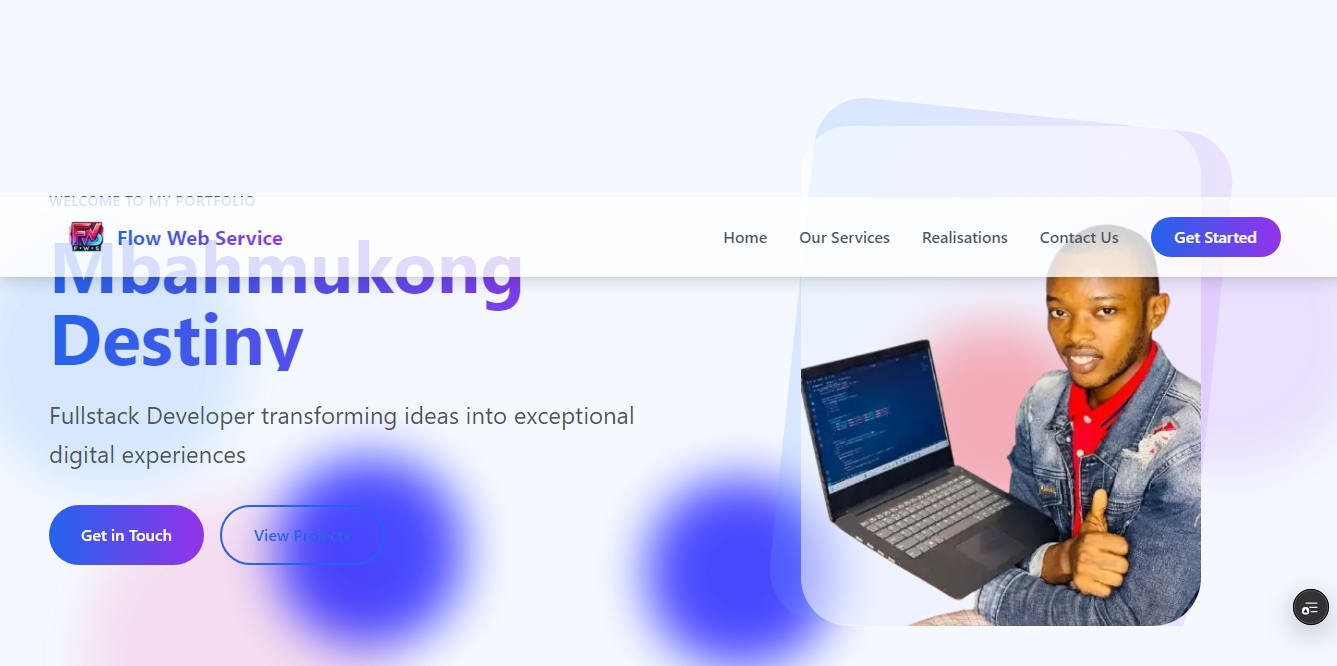 WELCOME TO MY PORTFOLIO
Flow Web Service
Home
Our Services
Realisations
Contact Us
Get Started
Mbahmukong
Destiny
Fullstack Developer transforming ideas into exceptional
digital experiences
Get in Touch
View Projects